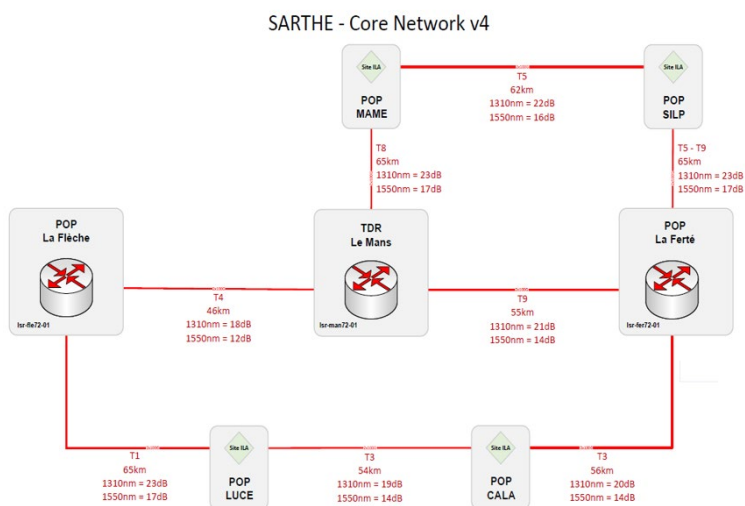 SARTHE - Core Network v4
Site ILA
POP
MAME
T5
62km
1310nm = 22dB
1550nm = 16dB
Site ILA
POP
SILP
T8
65km
1310nm = 23dB
1550nm = 17dB
T5 - T9
65km
1310nm = 23dB
1550nm = 17dB
POP
La Flèche
lsr-fle72-01
T4
46km
1310nm = 18dB
1550nm = 12dB
TDR
Le Mans
lsr-man72-01
T9
55km
1310nm = 21dB
1550nm = 14dB
POP
La Ferté
lsr-fer72-01
T1
65km
1310nm = 23dB
1550nm = 17dB
Site ILA
POP
LUCE
T3
54km
1310nm = 19dB
1550nm = 14dB
Site ILA
POP
CALA
T3
56km
1310nm = 20dB
1550nm = 14dB